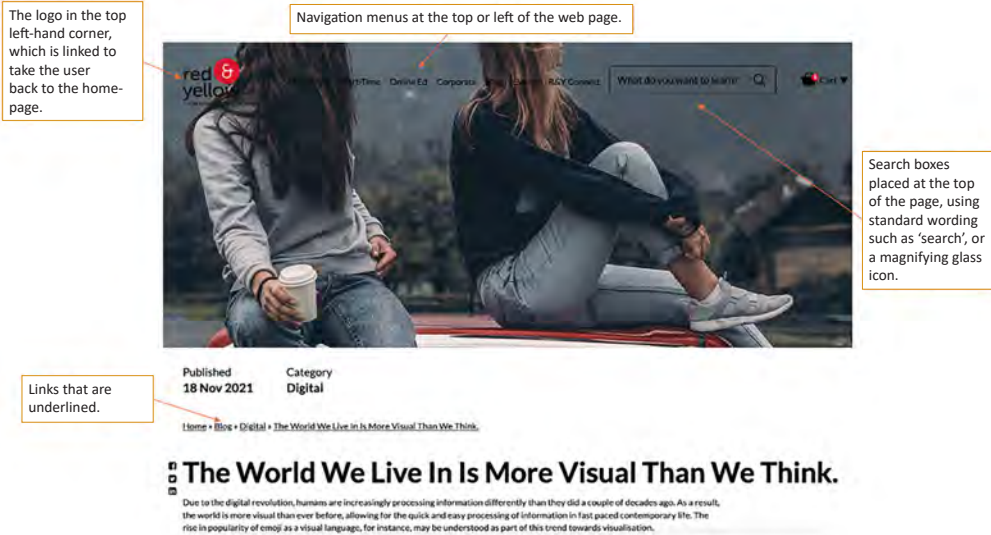 The logo in the top
left-hand corner,
which is linked to
take the user
back to the home-
page.
Navigation menus at the top or left of the web page.
red & yellow
Time Online Ed Corporate R&Y Connect
What do you want to learn?
Cart
Search boxes
placed at the top
of the page, using
standard wording
such as ‘search’, or
a magnifying glass
icon.
Published Category
18 Nov 2021 Digital
Links that are
underlined.
Home • Blog • Digital • The World We Live In Is More Visual Than We Think.
The World We Live In Is More Visual Than We Think.
Due to the digital revolution, humans are increasingly processing information differently than they did a couple of decades ago. As a result,
the world is more visual than ever before, allowing for the quick and easy processing of information in fast paced contemporary life. The
rise in popularity of emoji as a visual language, for instance, may be understood as part of this trend towards visualisation.